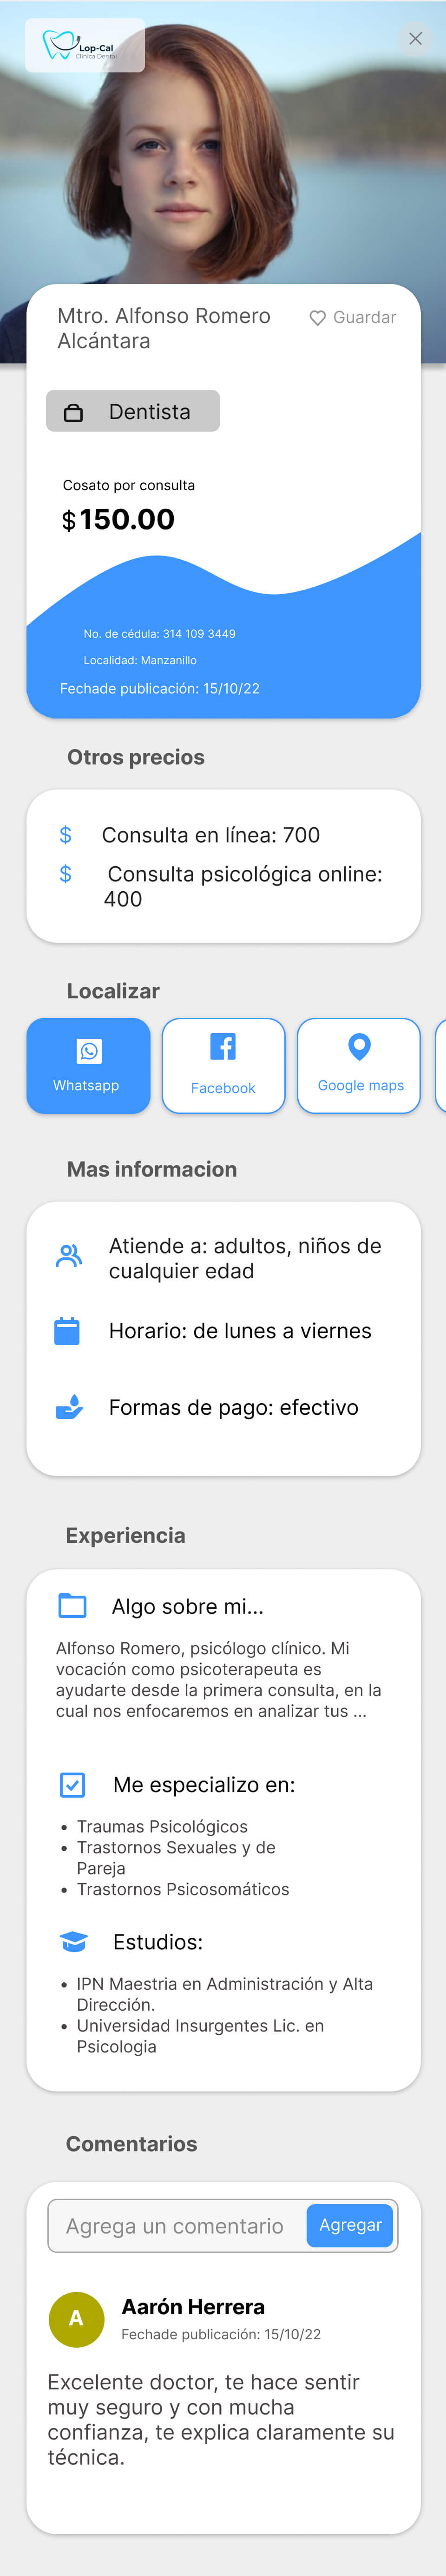 Lop-Cal
Clínica Dental
Mtro. Alfonso Romero
Alcántara
Guardar
Dentista
Cosato por consulta
$150.00
No. de cédula: 314 109 3449
Localidad: Manzanillo
Fechade publicación: 15/10/22
Otros precios
$ Consulta en línea: 700
$ Consulta psicológica online:
400
Localizar
Whatsapp
Facebook
Google maps
Mas informacion
Atiende a: adultos, niños de
cualquier edad
Horario: de lunes a viernes
Formas de pago: efectivo
Experiencia
Algo sobre mi...
Alfonso Romero, psicólogo clínico. Mi
vocación como psicoterapeuta es
ayudarte desde la primera consulta, en la
cual nos enfocaremos en analizar tus ...
Me especializo en:
• Traumas Psicológicos
• Trastornos Sexuales y de
Pareja
• Trastornos Psicosomáticos
Estudios:
• IPN Maestria en Administración y Alta
Dirección.
• Universidad Insurgentes Lic. en
Psicologia
Comentarios
Agrega un comentario
Agregar
A
Aarón Herrera
Fechade publicación: 15/10/22
Excelente doctor, te hace sentir
muy seguro y con mucha
confianza, te explica claramente su
técnica.